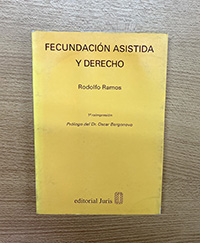 FECUNDACIÓN ASISTIDA
Y DERECHO
Rodolfo Ramos
Prólogo del Dr. Oscar Borgonovo
editorial Juris